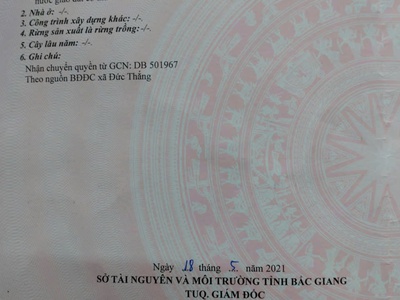 2. Nhà ở: -/-.
3. Công trình xây dựng khác: -/-.
4. Rừng sản xuất là rừng trồng: -/-.
5. Cây lâu năm: -/-.
6. Ghi chú:
Nhận chuyển quyền từ GCN: DB 501967
Theo nguồn BĐĐC xã Đức Thắng
Ngày 18 tháng 5. năm 2021
SỞ TÀI NGUYÊN VÀ MÔI TRƯỜNG TỈNH BẮC GIANG
TUQ. GIÁM ĐỐC